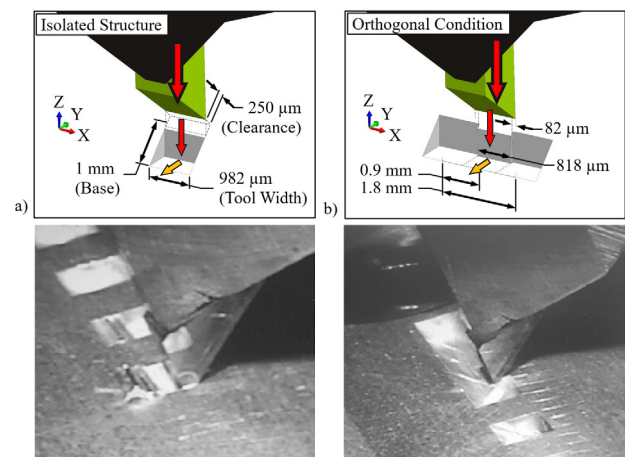 Isolated Structure
Z
Y
X
250 µm
(Clearance)
1 mm
(Base)
982 µm
(Tool Width)
a)
Orthogonal Condition
Z
Y
X
82 µm
818 µm
0.9 mm
1.8 mm
b)